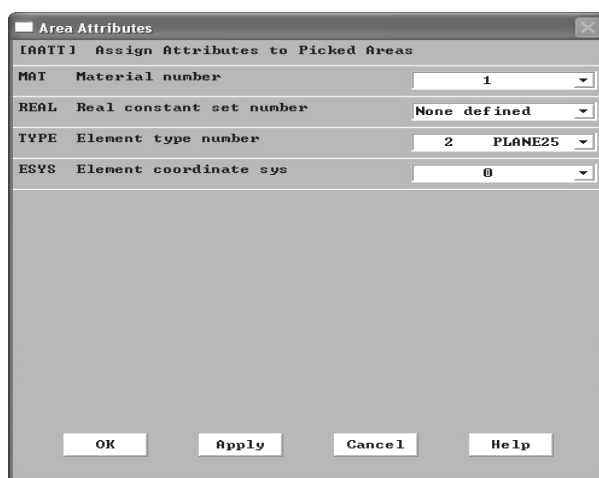 Area Attributes
[AATT] Assign Attributes to Picked Areas
MAT Material number 1
REAL Real constant set number None defined
TYPE Element type number 2 PLANE25
ESYS Element coordinate sys 0
OK Apply Cancel Help